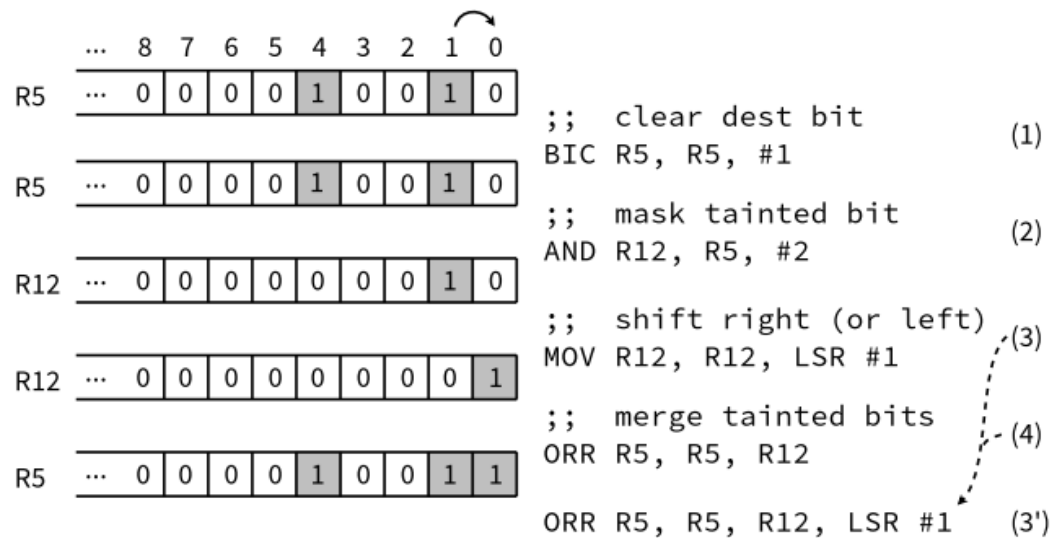 ... 8 7 6 5 4 3 2 1 0
R5 ... 0 0 0 0 1 0 0 1 0
;; clear dest bit
BIC R5, R5, #1 (1)
R5 ... 0 0 0 0 1 0 0 1 0
;; mask tainted bit
AND R12, R5, #2 (2)
R12 ... 0 0 0 0 0 0 0 1 0
;; shift right (or left)
MOV R12, R12, LSR #1 (3)
R12 ... 0 0 0 0 0 0 0 0 1
;; merge tainted bits
ORR R5, R5, R12 (4)
R5 ... 0 0 0 0 1 0 0 1 1
ORR R5, R5, R12, LSR #1 (3')